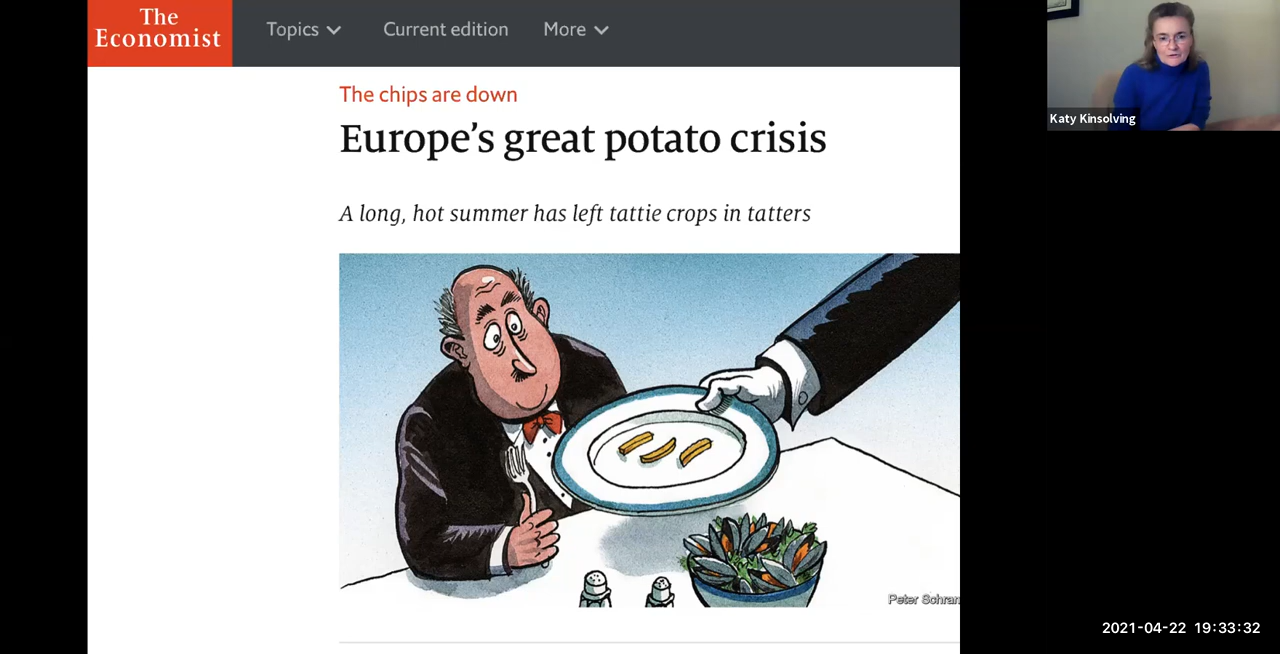 The
Economist
Topics
Current edition
More
The chips are down
Europe's great potato crisis
A long, hot summer has left tattie crops in tatters
Peter Schran
Katy Kinsolving
2021-04-22 19:33:32